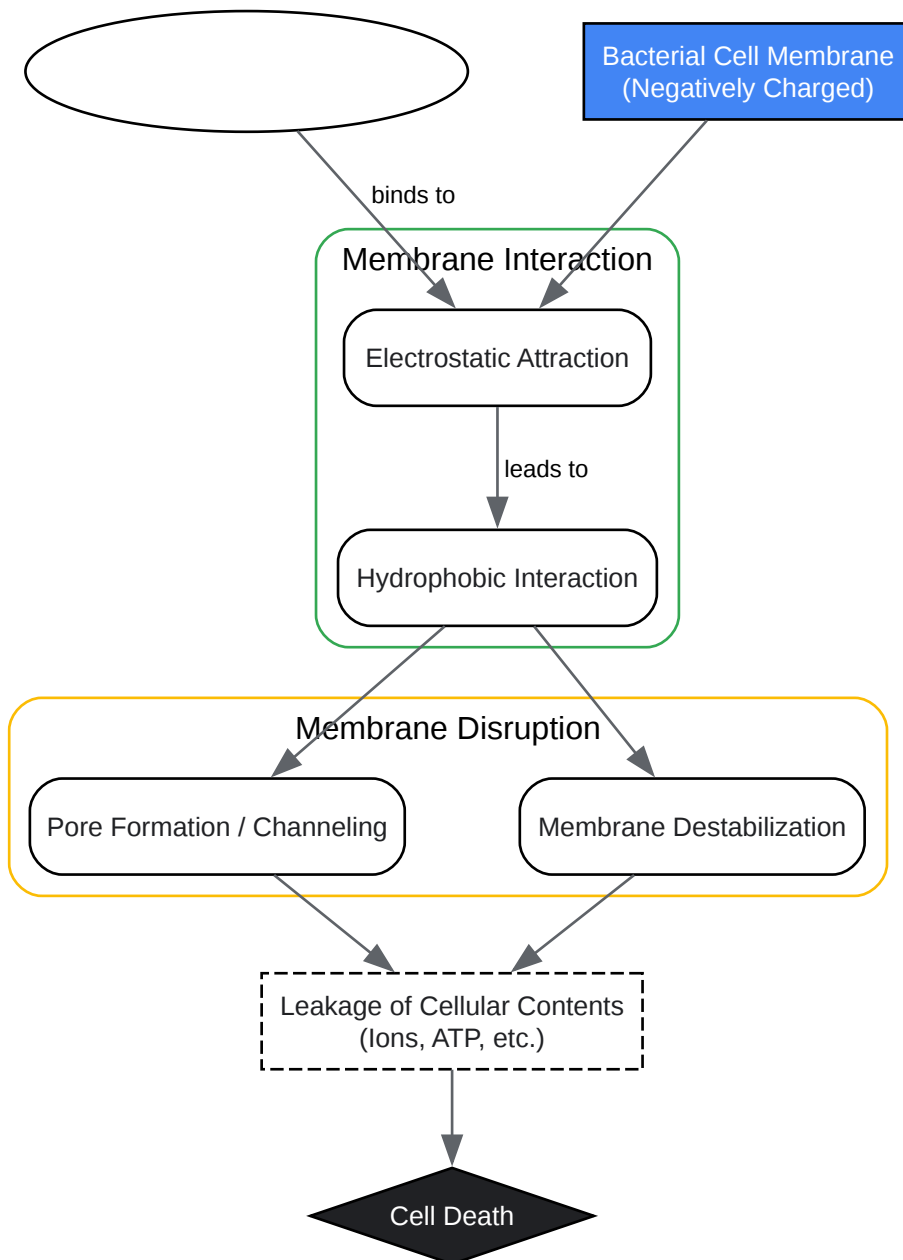 Bacterial Cell Membrane
(Negatively Charged)
binds to
Membrane Interaction
Electrostatic Attraction
leads to
Hydrophobic Interaction
Membrane Disruption
Pore Formation / Channeling
Membrane Destabilization
Leakage of Cellular Contents
(Ions, ATP, etc.)
Cell Death